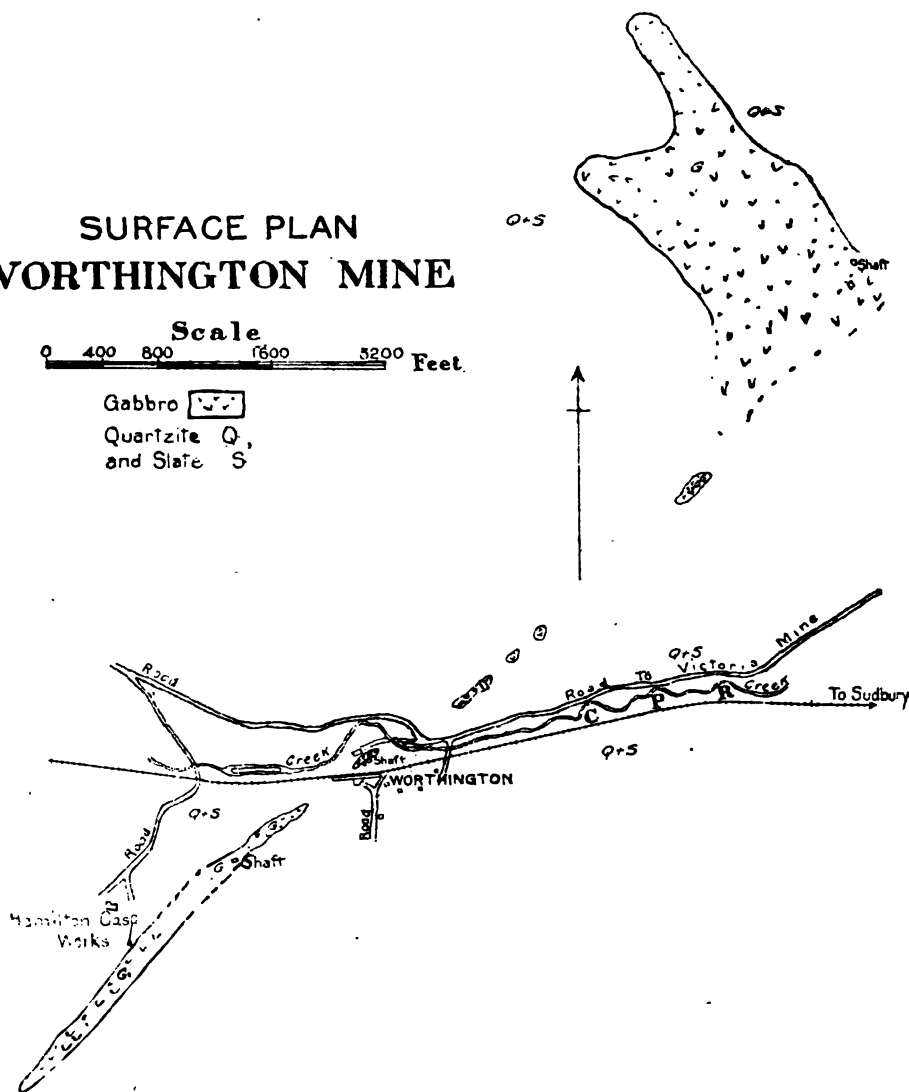 SURFACE PLAN
WORTHINGTON MINE
Scale
0 400 800 1600 3200 Feet
Gabbro
Quartzite Q,
and Slate S
Q+S
G
Q+S
Shaft
Road
Road To Victoria Mine
Q+S
Creek
C P R
To Sudbury
Creek
Shaft
WORTHINGTON
Q+S
Road
Q+S
Road
G
G
Shaft
Hamilton
Works
G